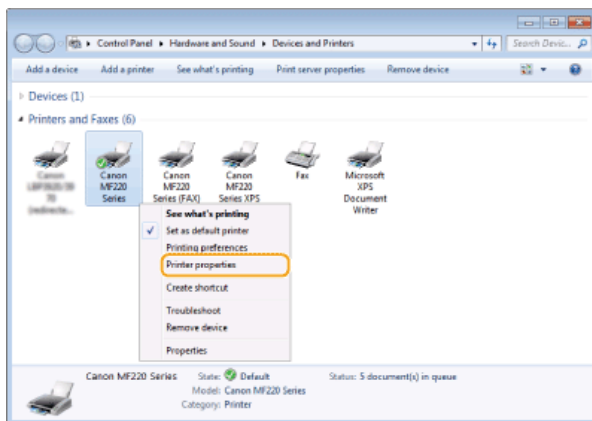 Control Panel ▸ Hardware and Sound ▸ Devices and Printers
Search Devic...
Add a device Add a printer See what's printing Print server properties Remove device
Devices (1)
Printers and Faxes (6)
Canon MF220 Series
Canon MF220 Series (FAX)
Canon MF220 Series XPS
Fax
Microsoft XPS Document Writer
See what's printing
Set as default printer
Printing preferences
Printer properties
Create shortcut
Troubleshoot
Remove device
Properties
Canon MF220 Series State: Default Status: 5 document(s) in queue
Model: Canon MF220 Series
Category: Printer